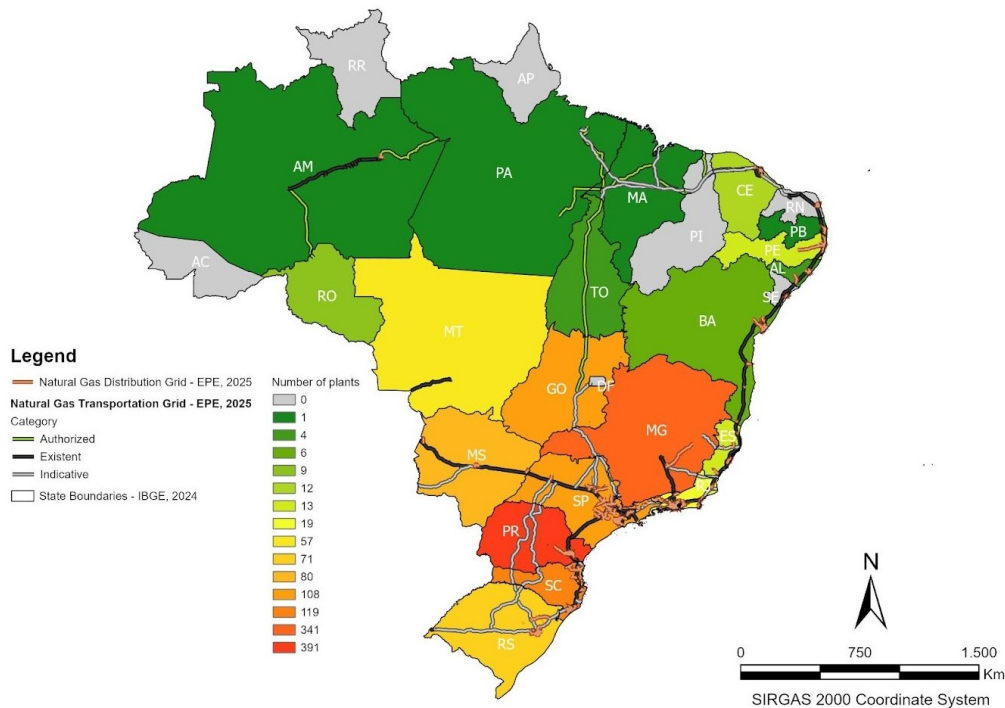 RR
AP
AM
PA
MA
CE
RN
PB
PI
PE
AL
SE
AC
RO
TO
BA
MT
GO
DF
MG
ES
MS
SP
PR
SC
RS
Legend
Natural Gas Distribution Grid - EPE, 2025
Natural Gas Transportation Grid - EPE, 2025
Category
Authorized
Existent
Indicative
State Boundaries - IBGE, 2024
Number of plants
0
1
4
6
9
12
13
19
57
71
80
108
119
341
391
N
0 750 1.500
Km
SIRGAS 2000 Coordinate System